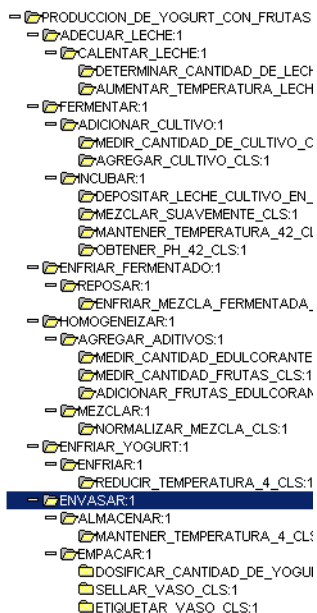 PRODUCCION_DE_YOGURT_CON_FRUTAS
ADECUAR_LECHE:1
CALENTAR_LECHE:1
DETERMINAR_CANTIDAD_DE_LECH
AUMENTAR_TEMPERATURA_LECH
FERMENTAR:1
ADICIONAR_CULTIVO:1
MEDIR_CANTIDAD_DE_CULTIVO_C
AGREGAR_CULTIVO_CLS:1
INCUBAR:1
DEPOSITAR_LECHE_CULTIVO_EN_
MEZCLAR_SUAVEMENTE_CLS:1
MANTENER_TEMPERATURA_42_CL
OBTENER_PH_42_CLS:1
ENFRIAR_FERMENTADO:1
REPOSAR:1
ENFRIAR_MEZCLA_FERMENTADA_
HOMOGENEIZAR:1
AGREGAR_ADITIVOS:1
MEDIR_CANTIDAD_EDULCORANTE
MEDIR_CANTIDAD_FRUTAS_CLS:1
ADICIONAR_FRUTAS_EDULCORAN
MEZCLAR:1
NORMALIZAR_MEZCLA_CLS:1
ENFRIAR_YOGURT:1
ENFRIAR:1
REDUCIR_TEMPERATURA_4_CLS:1
ENVASAR:1
ALMACENAR:1
MANTENER_TEMPERATURA_4_CLS
EMPACAR:1
DOSIFICAR_CANTIDAD_DE_YOGU
SELLAR_VASO_CLS:1
ETIQUETAR_VASO_CLS:1